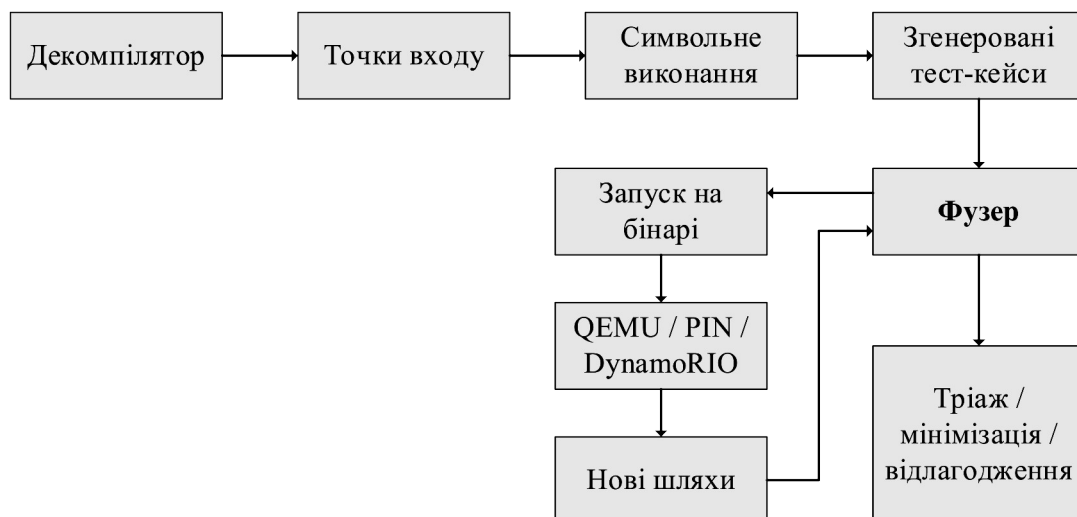 Декомпілятор
Точки входу
Символьне
виконання
Згенеровані
тест-кейси
Запуск на
бінарі
Фузер
QEMU / PIN /
DynamoRIO
Нові шляхи
Тріаж /
мінімізація /
відлагодження